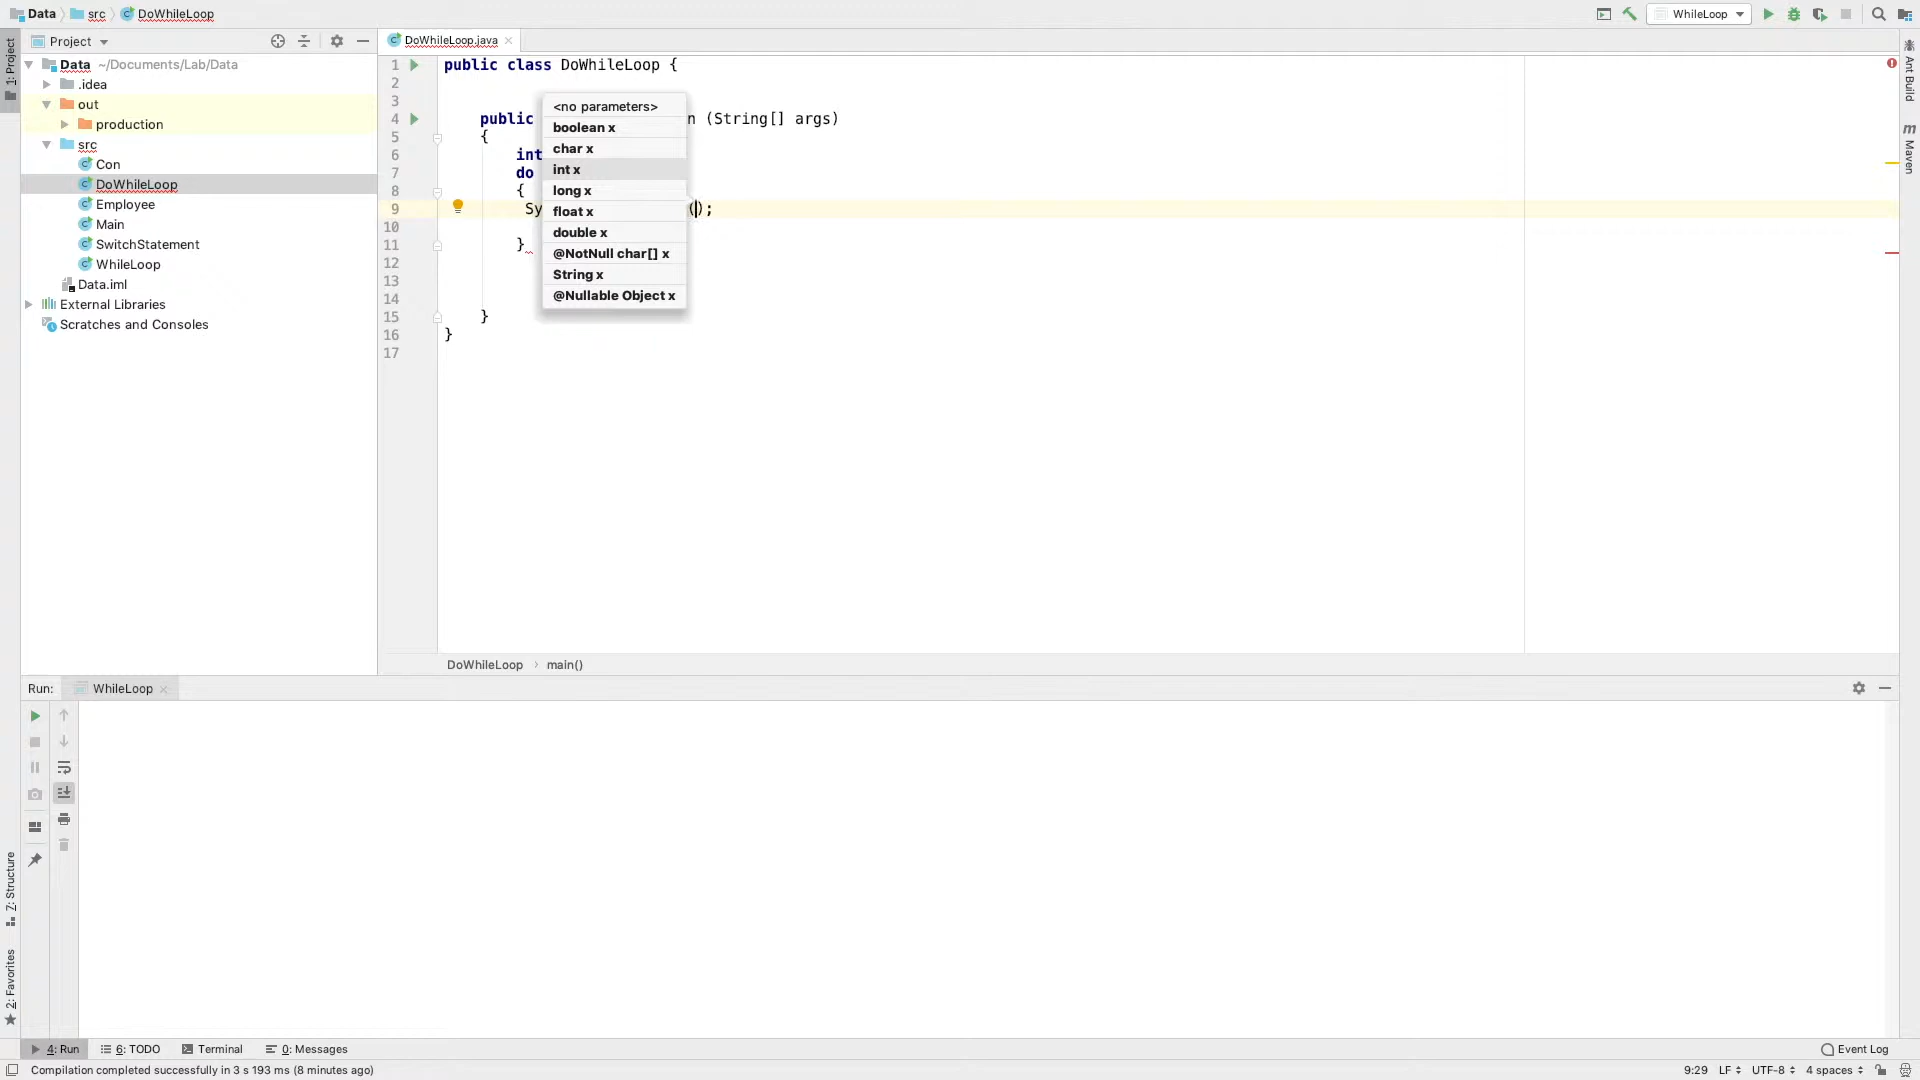 Data src DoWhileLoop WhileLoop
1: Project
Project
DoWhileLoop.java
Data ~/Documents/Lab/Data
.idea
out
production
src
Con
DoWhileLoop
Employee
Main
SwitchStatement
WhileLoop
Data.iml
External Libraries
Scratches and Consoles
1 public class DoWhileLoop {
2
3
4 public n (String[] args)
5 {
6 int
7 do
8 {
9 Sy ();
10
11 }
12
13
14
15 }
16 }
17
<no parameters>
boolean x
char x
int x
long x
float x
double x
@NotNull char[] x
String x
@Nullable Object x
Ant Build
m Maven
DoWhileLoop › main()
Run: WhileLoop
7: Structure
2: Favorites
4: Run 6: TODO Terminal 0: Messages Event Log
Compilation completed successfully in 3 s 193 ms (8 minutes ago) 9:29 LF UTF-8 4 spaces